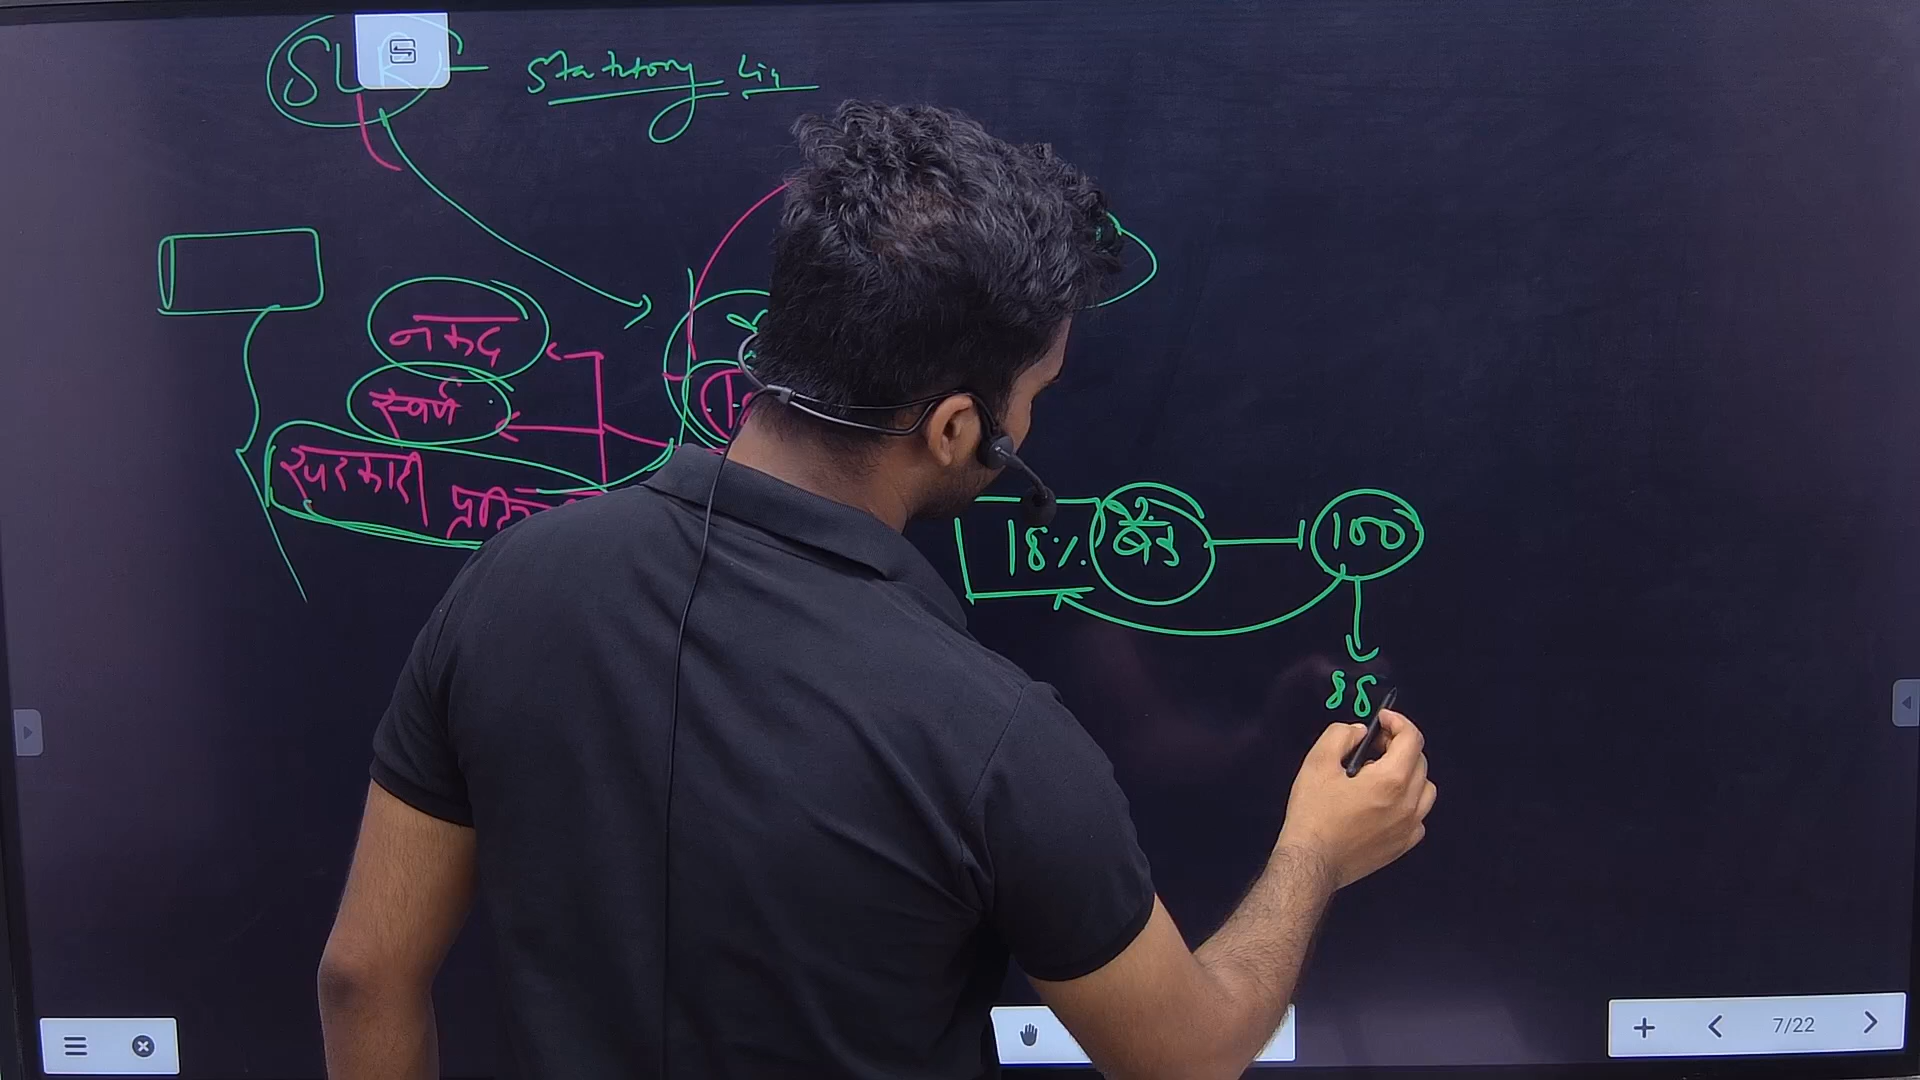 SLR - Statutory Liq
नकद
स्वर्ण
सरकारी
18% बैंक 100
88
7/22